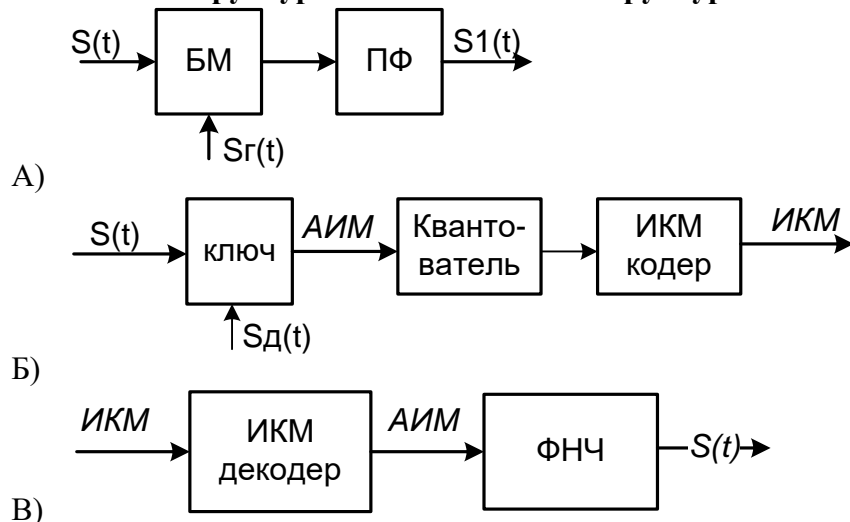 S(t)
БМ
ПФ
S1(t)
Sг(t)
А)
S(t)
ключ
АИМ
Кванто-
ватель
ИКМ
кодер
ИКМ
Sд(t)
Б)
ИКМ
ИКМ
декодер
АИМ
ФНЧ
S(t)
В)